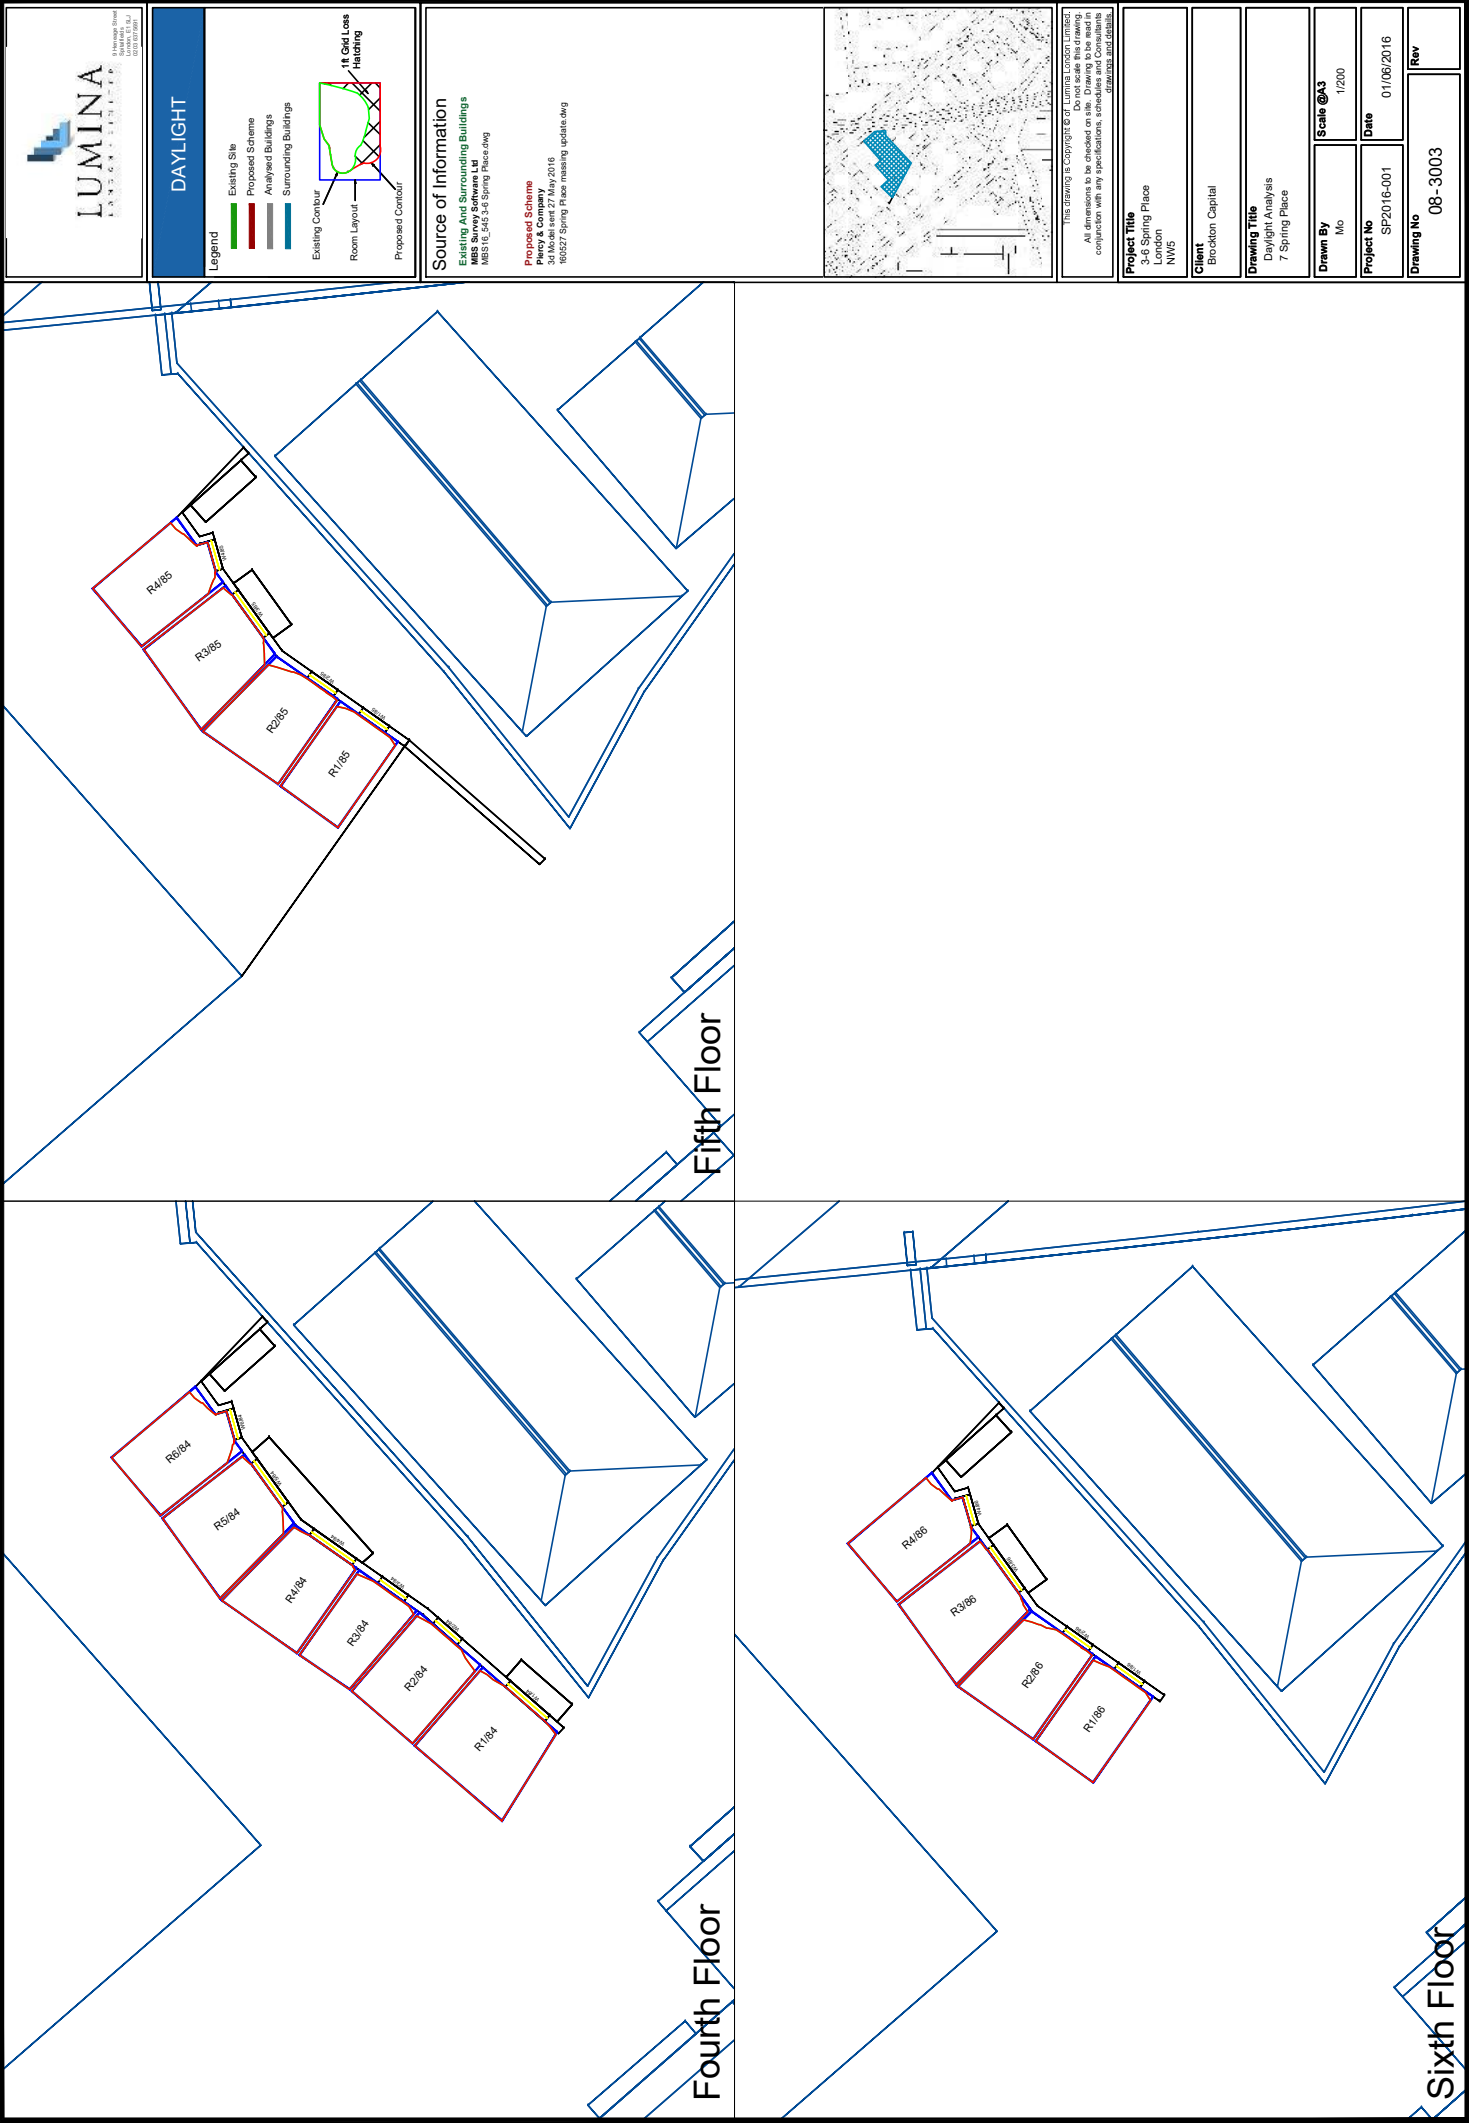 LUMINA
DAYLIGHT
Legend
Existing Site
Proposed Scheme
Analysed Buildings
Surrounding Buildings
Existing Contour
Room Layout
Proposed Contour
1ft Grid Loss
Hatching
Source of Information
Existing And Surrounding Buildings
MBS Survey Software Ltd
MBS16_545 3-6 Spring Place.dwg
Proposed Scheme
Piercy & Company
3d Model sent 27 May 2016
160527 Spring Place massing update.dwg
This drawing is Copyright © of Lumina London Limited.
Do not scale this drawing.
All dimensions to be checked on site. Drawing to be read in
conjunction with any specifications, schedules and Consultants
drawings and details.
Project Title
3-6 Spring Place
London
NW5
Client
Brockton Capital
Drawing Title
Daylight Analysis
7 Spring Place
Drawn By
Mo
Scale @A3
1/200
Project No
SP2016-001
Date
01/06/2016
Drawing No
08-3003
Rev
Fifth Floor
R4/85
R3/85
R2/85
R1/85
Fourth Floor
R6/84
R5/84
R4/84
R3/84
R2/84
R1/84
Sixth Floor
R4/86
R3/86
R2/86
R1/86